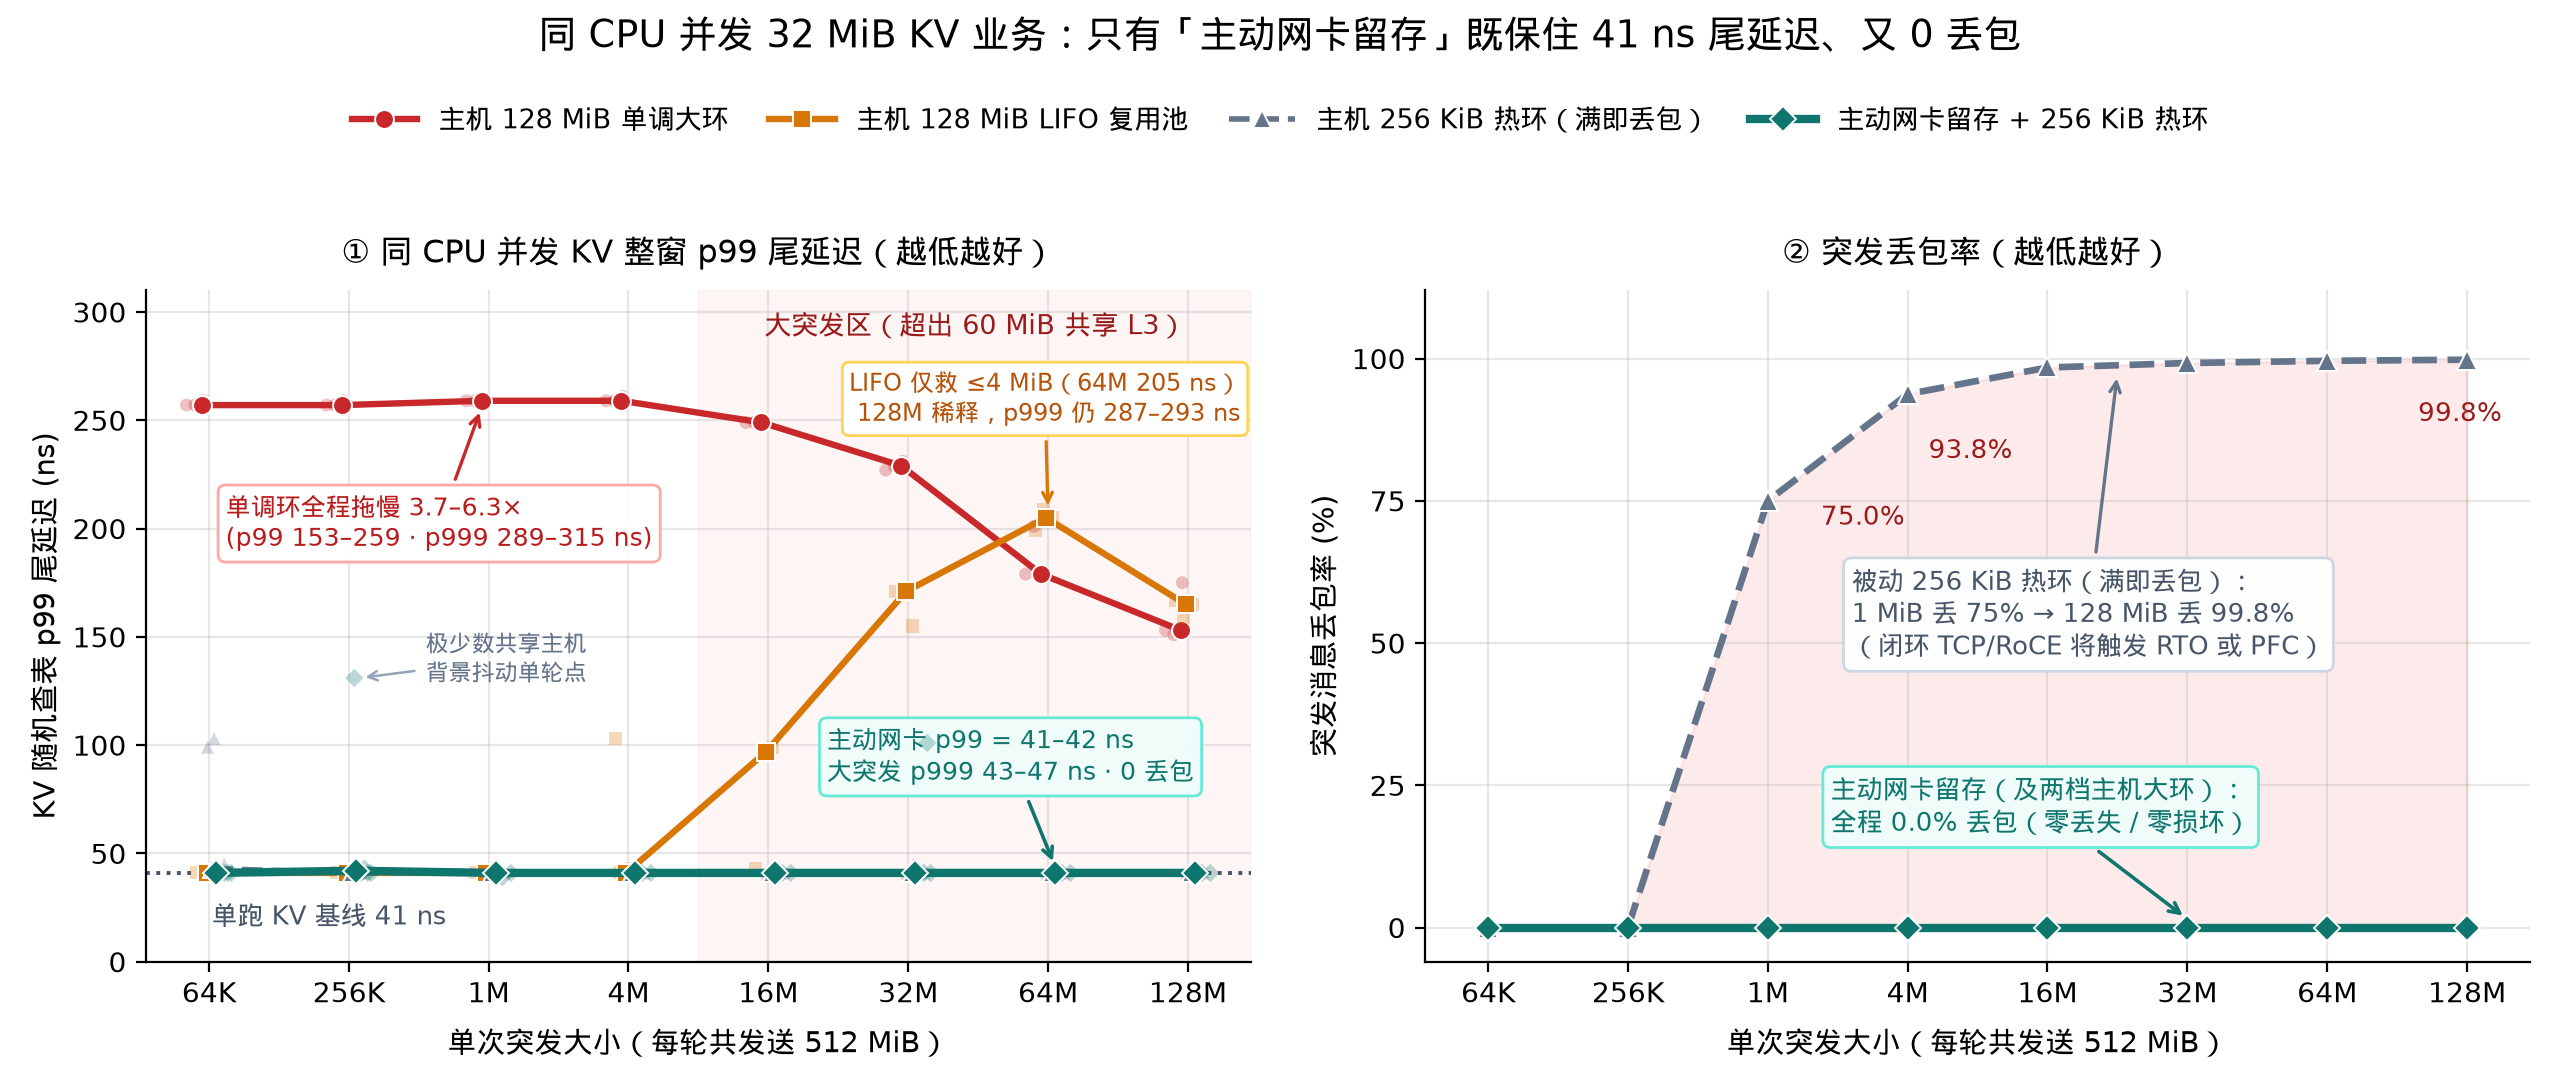 同 CPU 并发 32 MiB KV 业务：只有「主动网卡留存」既保住 41 ns 尾延迟、又 0 丢包
主机 128 MiB 单调大环
主机 128 MiB LIFO 复用池
主机 256 KiB 热环（满即丢包）
主动网卡留存 + 256 KiB 热环
① 同 CPU 并发 KV 整窗 p99 尾延迟（越低越好）
KV 随机查表 p99 尾延迟 (ns)
300
250
200
150
100
50
0
大突发区（超出 60 MiB 共享 L3）
LIFO 仅救 ≤4 MiB（64M 205 ns）
128M 稀释，p999 仍 287–293 ns
单调环全程拖慢 3.7–6.3×
(p99 153–259 · p999 289–315 ns)
极少数共享主机
背景抖动单轮点
主动网卡 p99 = 41–42 ns
大突发 p999 43–47 ns · 0 丢包
单跑 KV 基线 41 ns
64K
256K
1M
4M
16M
32M
64M
128M
单次突发大小（每轮共发送 512 MiB）
② 突发丢包率（越低越好）
突发消息丢包率 (%)
100
75
50
25
0
99.8%
93.8%
75.0%
被动 256 KiB 热环（满即丢包）：
1 MiB 丢 75% → 128 MiB 丢 99.8%
（闭环 TCP/RoCE 将触发 RTO 或 PFC）
主动网卡留存（及两档主机大环）：
全程 0.0% 丢包（零丢失 / 零损坏）
64K
256K
1M
4M
16M
32M
64M
128M
单次突发大小（每轮共发送 512 MiB）